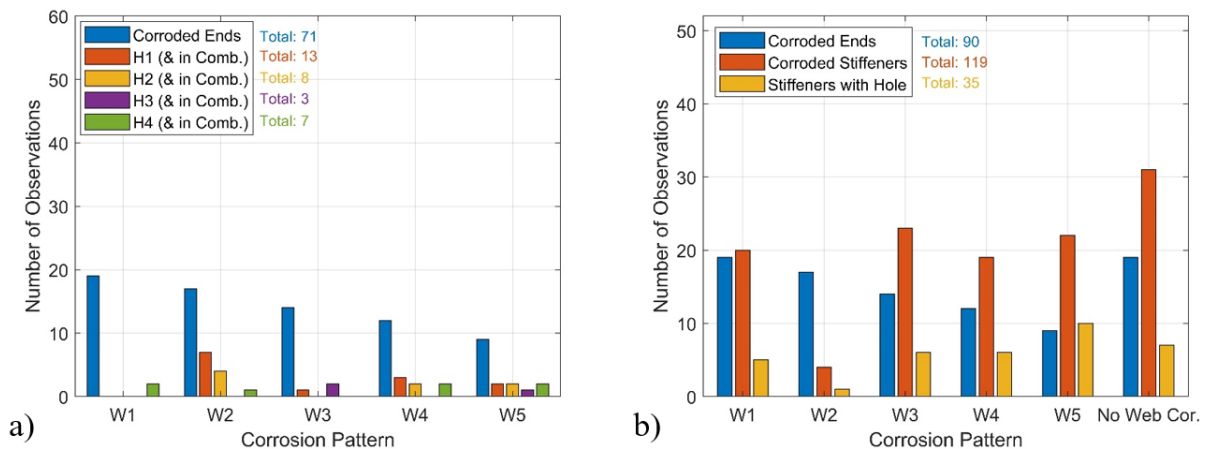 60
50
40
30
20
10
0
Number of Observations
Corroded Ends Total: 71
H1 (& in Comb.) Total: 13
H2 (& in Comb.) Total: 8
H3 (& in Comb.) Total: 3
H4 (& in Comb.) Total: 7
W1 W2 W3 W4 W5
Corrosion Pattern
a)
50
40
30
20
10
0
Number of Observations
Corroded Ends Total: 90
Corroded Stiffeners Total: 119
Stiffeners with Hole Total: 35
W1 W2 W3 W4 W5 No Web Cor.
Corrosion Pattern
b)